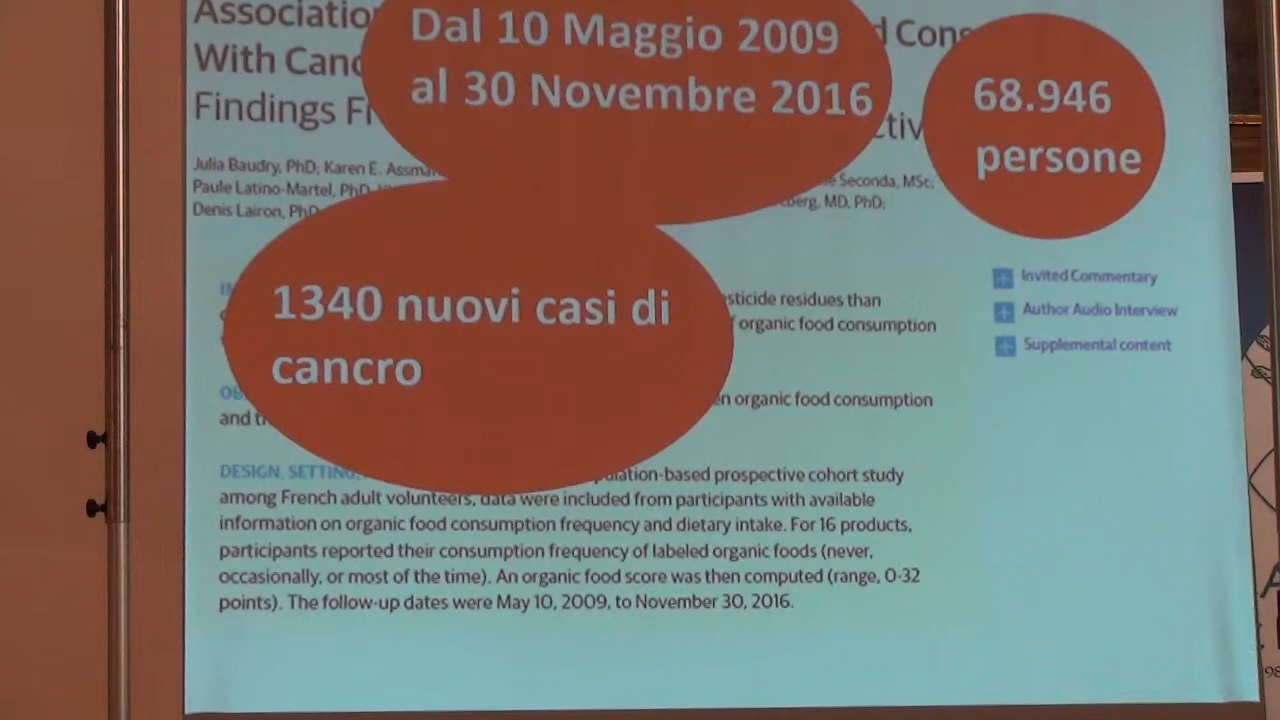 Associatio
Dal 10 Maggio 2009
d Cons
With Canc
al 30 Novembre 2016
68.946
persone
Findings Fr
ctiv
Julia Baudry, PhD; Karen E. Assma
Paule Latino-Martel, PhD
Seconda, MSc;
Denis Lairon, PhD
berg, MD, PhD;
1340 nuovi casi di
cancro
sticide residues than
organic food consumption
Invited Commentary
Author Audio Interview
Supplemental content
OB
en organic food consumption
and th
DESIGN, SETTING,
ulation-based prospective cohort study
among French adult volunteers, data were included from participants with available
information on organic food consumption frequency and dietary intake. For 16 products,
participants reported their consumption frequency of labeled organic foods (never,
occasionally, or most of the time). An organic food score was then computed (range, 0-32
points). The follow-up dates were May 10, 2009, to November 30, 2016.